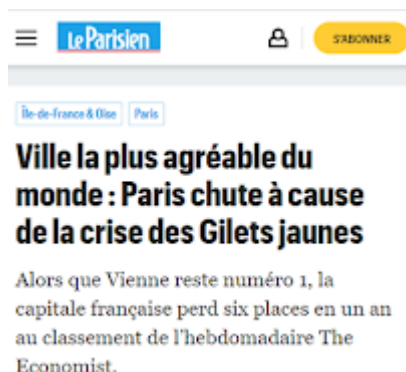 Le Parisien
S'ABONNER
Île-de-France & Oise Paris
Ville la plus agréable du
monde : Paris chute à cause
de la crise des Gilets jaunes
Alors que Vienne reste numéro 1, la
capitale française perd six places en un an
au classement de l'hebdomadaire The
Economist.